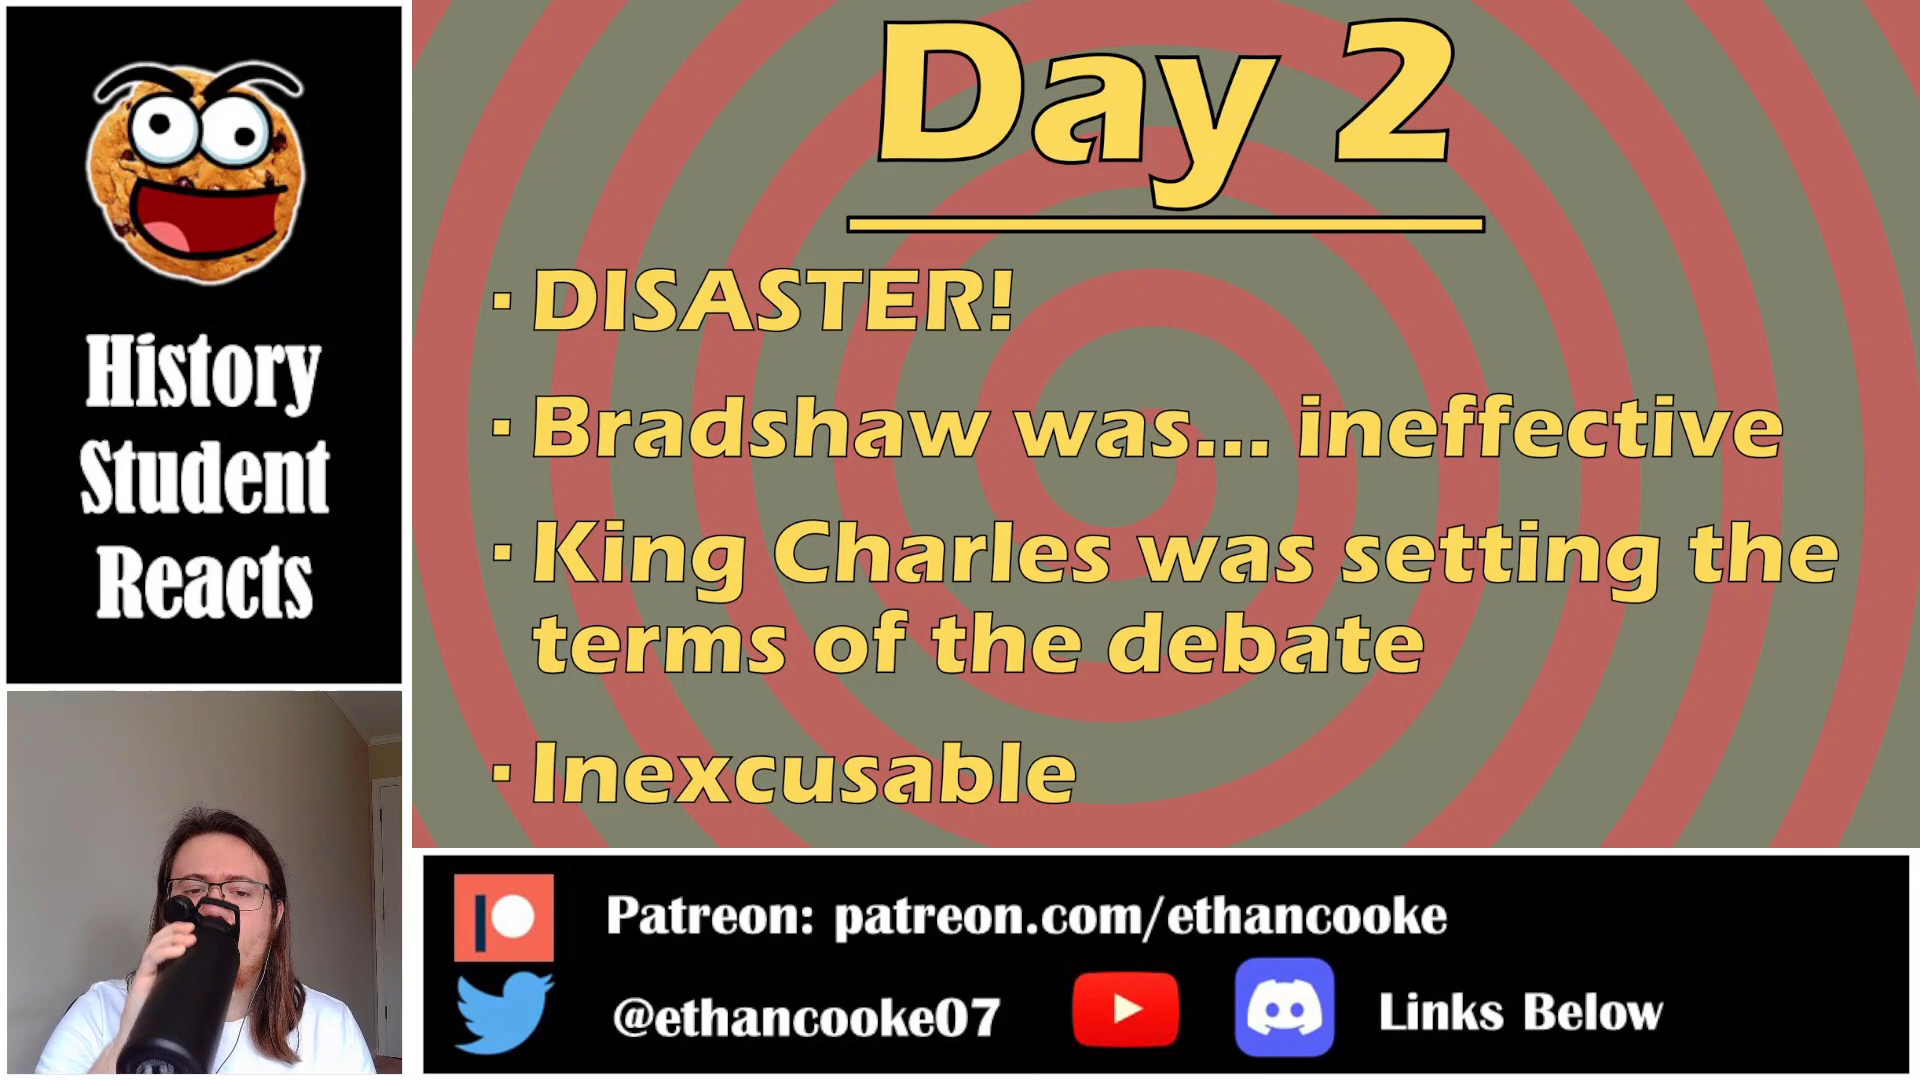 History
Student
Reacts
Day 2
· DISASTER!
· Bradshaw was... ineffective
· King Charles was setting the
terms of the debate
· Inexcusable
Patreon: patreon.com/ethancooke
@ethancooke07
Links Below